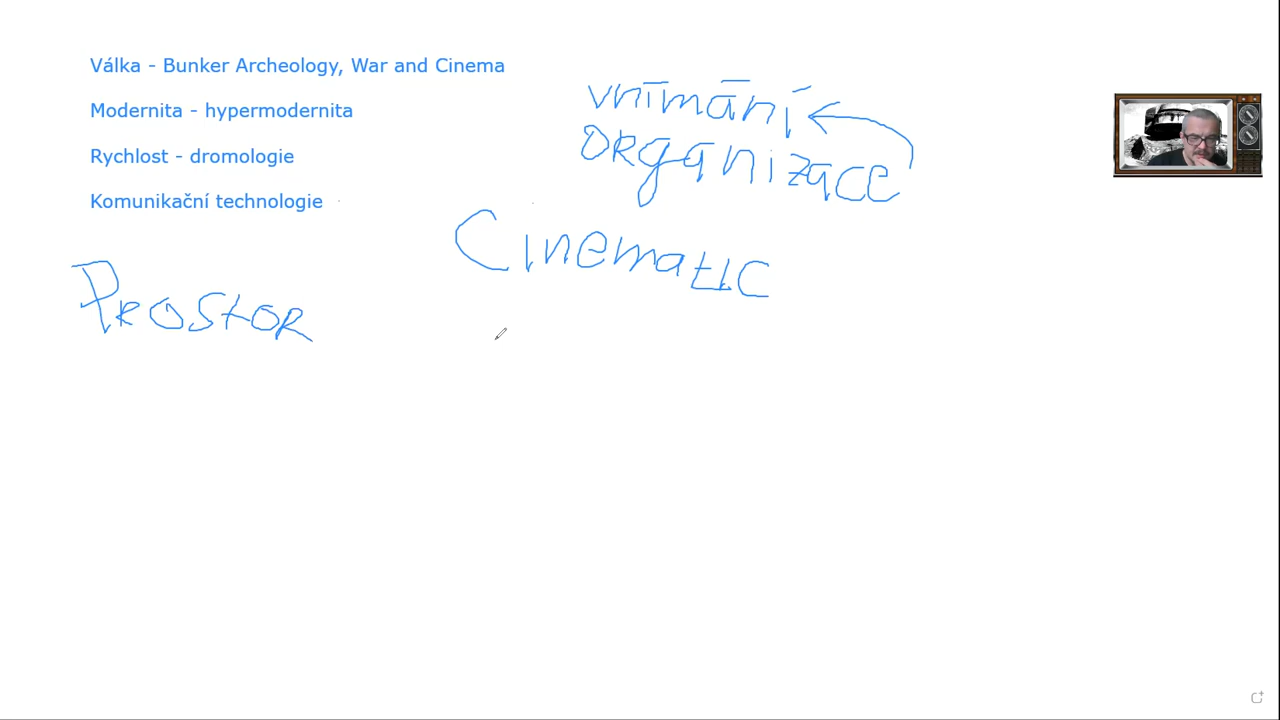 Válka - Bunker Archeology, War and Cinema
Modernita - hypermodernita
Rychlost - dromologie
Komunikační technologie
vnímání
organizace
Cinematic
Prostor